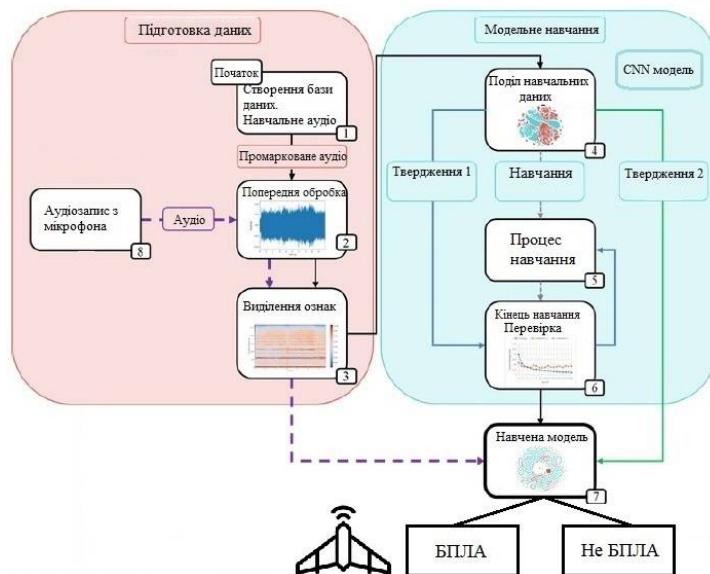 Підготовка даних
Модельне навчання
Початок
Створення бази
даних.
Навчальне аудіо
1
CNN модель
Поділ навчальних
даних
4
Промарковане аудіо
Твердження 1
Навчання
Твердження 2
Аудіозапис з
мікрофона
8
Аудіо
Попередня обробка
2
Процес
навчання
5
Виділення ознак
3
Кінець навчання
Перевірка
6
Навчена модель
7
БПЛА
Не БПЛА